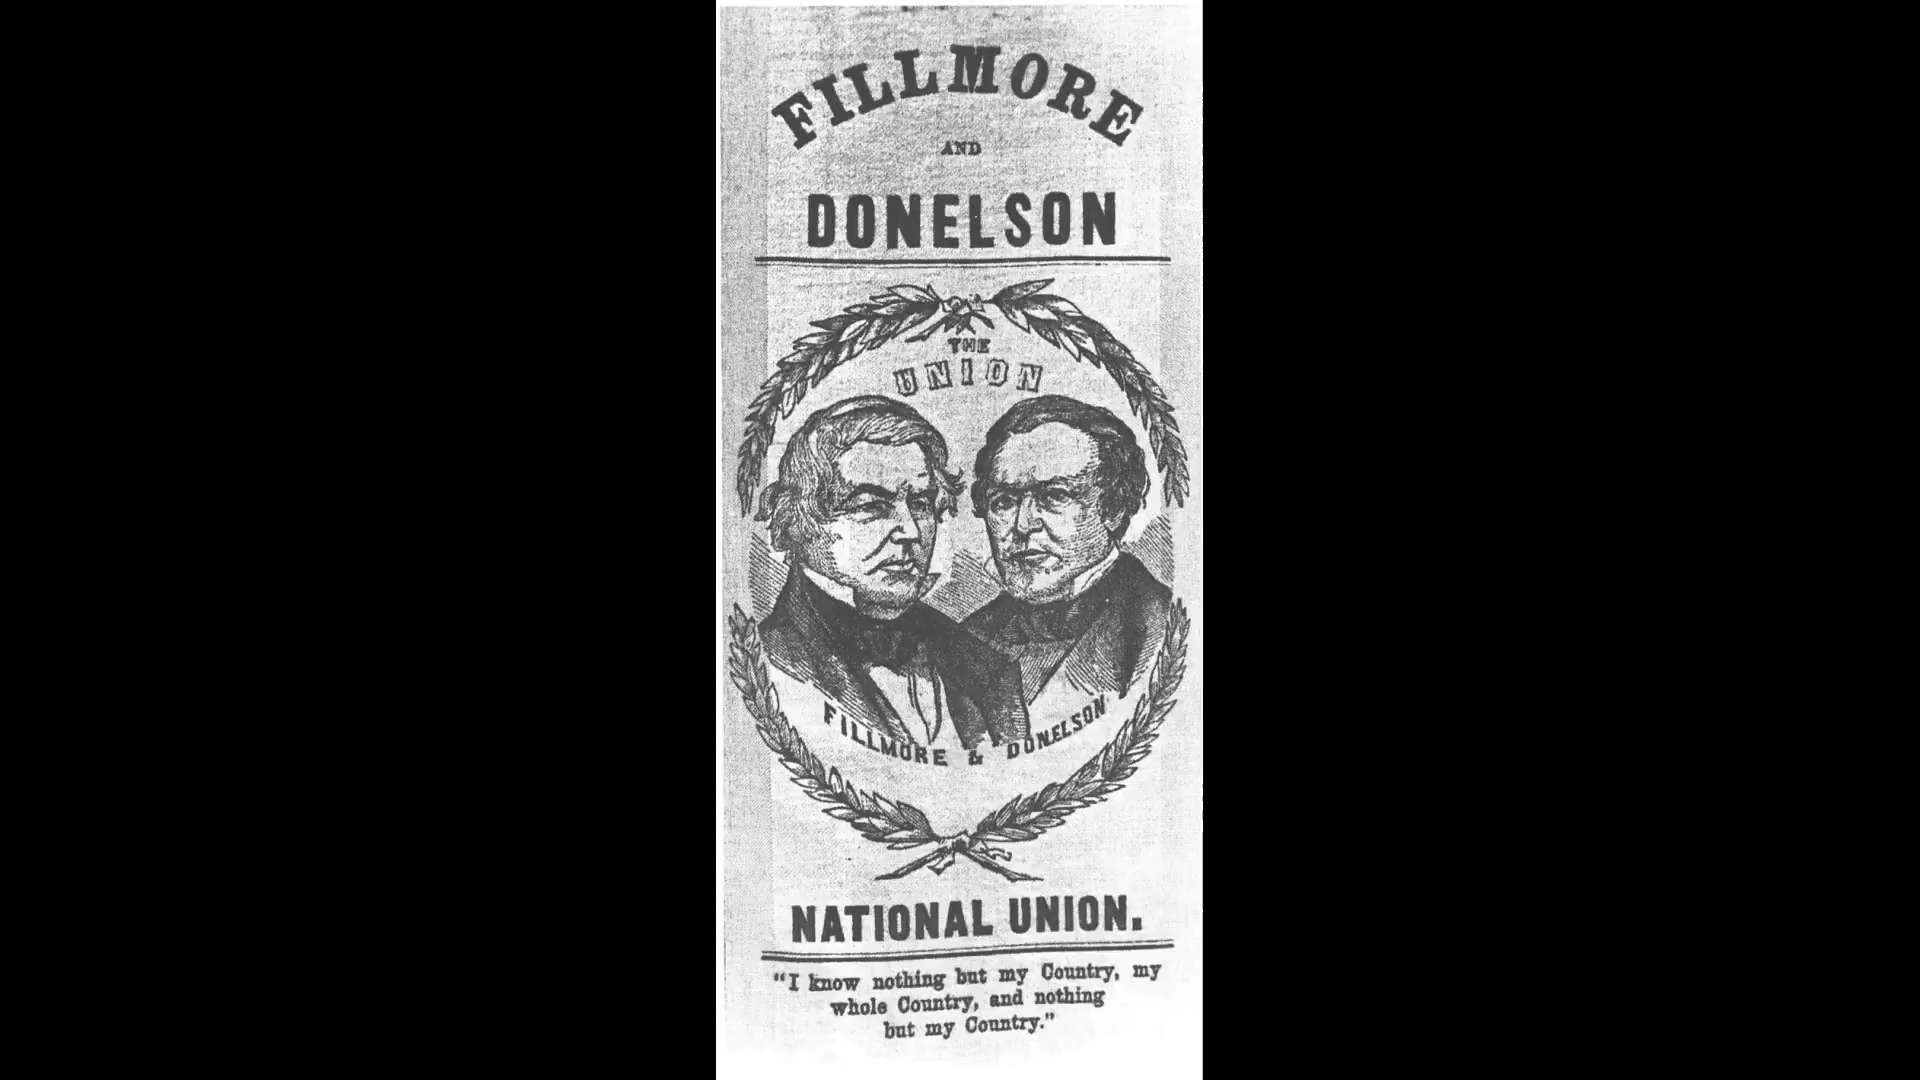 FILLMORE
AND
DONELSON
THE
UNION
FILLMORE & DONELSON
NATIONAL UNION.
"I know nothing but my Country, my
whole Country, and nothing
but my Country."